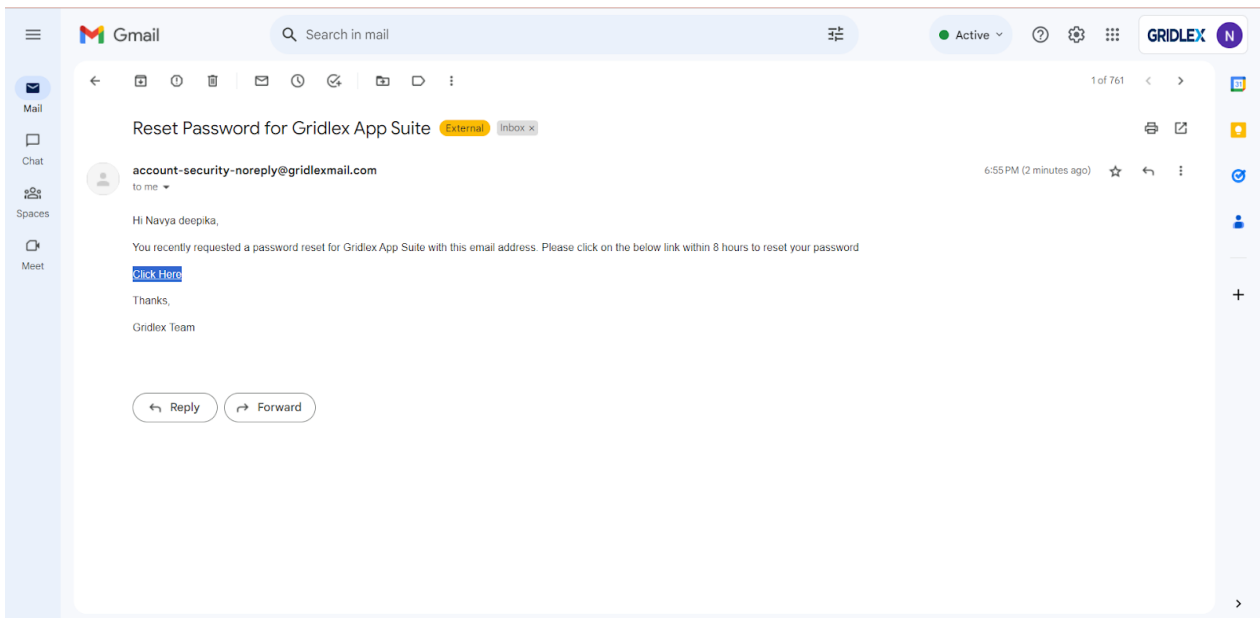 Gmail
Search in mail
Active
GRIDLEX
N
Mail
Chat
Spaces
Meet
1 of 761
31
Reset Password for Gridlex App Suite External Inbox ×
account-security-noreply@gridlexmail.com
6:55 PM (2 minutes ago)
to me
Hi Navya deepika,
You recently requested a password reset for Gridlex App Suite with this email address. Please click on the below link within 8 hours to reset your password
Click Here
Thanks,
Gridlex Team
Reply
Forward